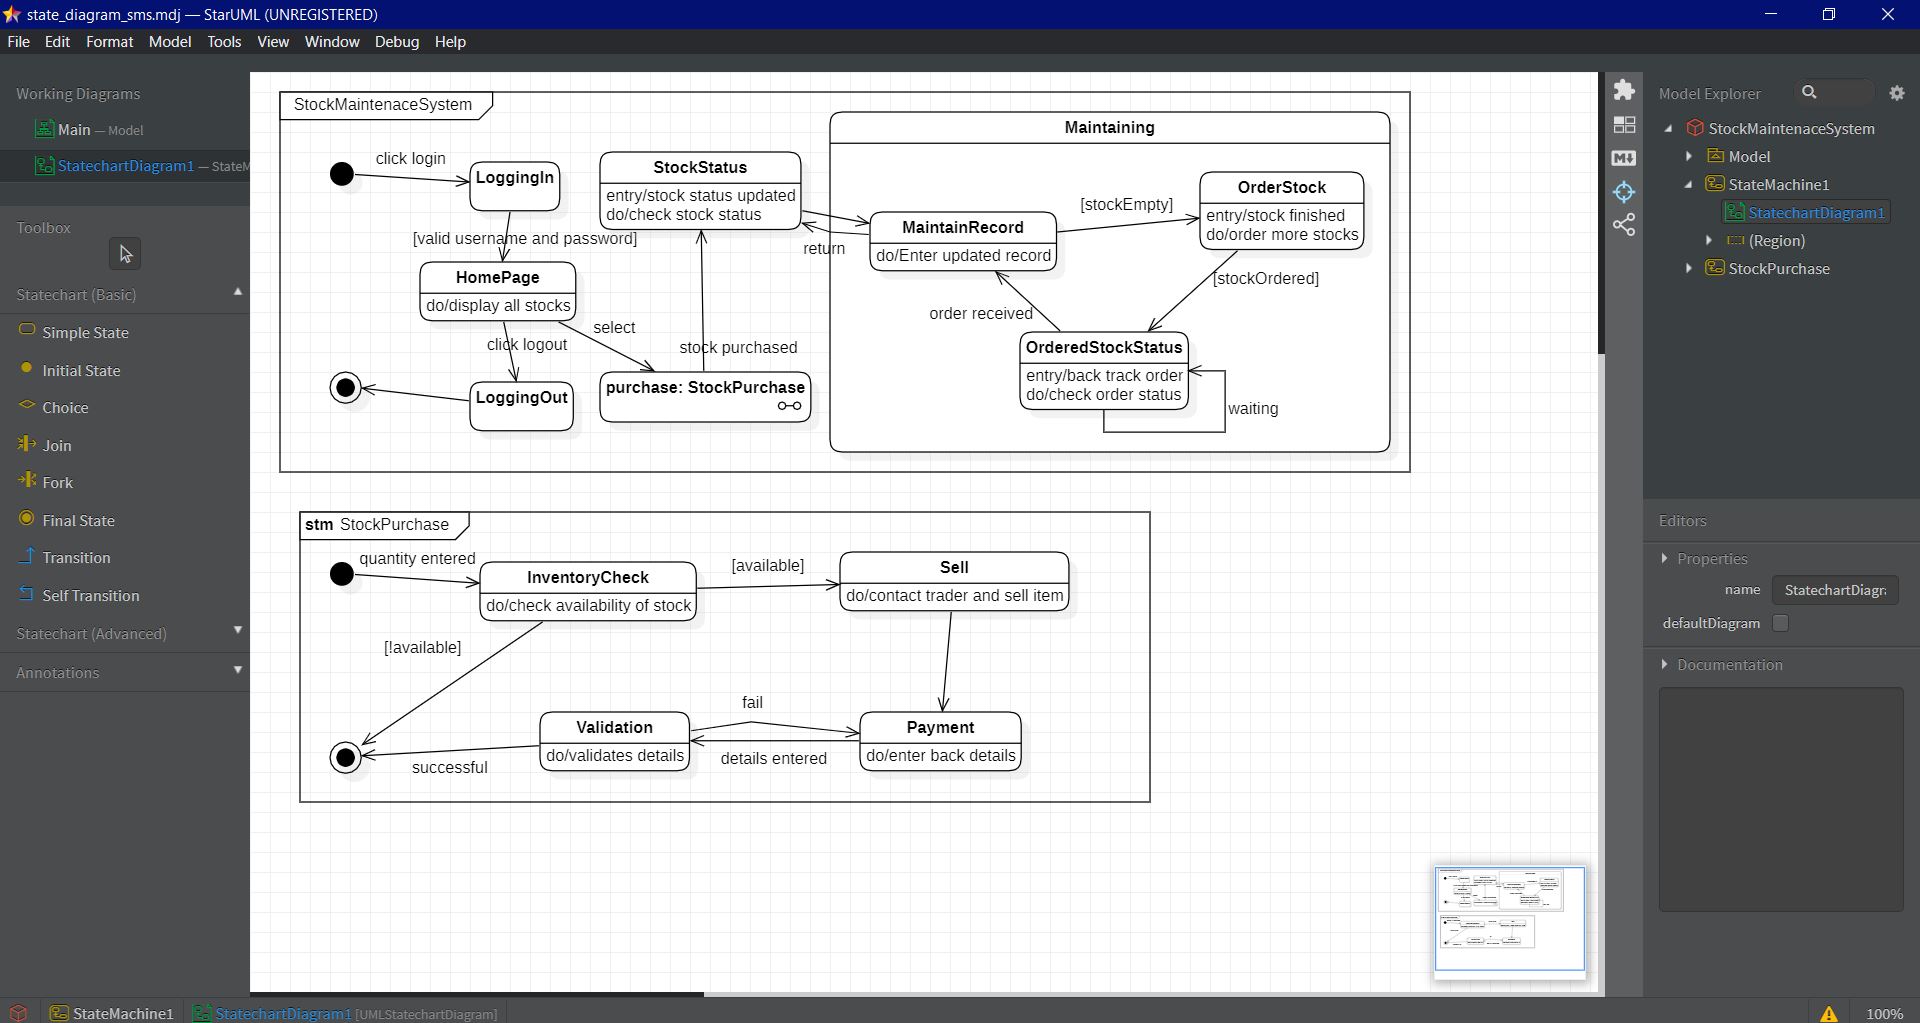 state_diagram_sms.mdj — StarUML (UNREGISTERED)
File Edit Format Model Tools View Window Debug Help
Working Diagrams
Main — Model
StatechartDiagram1 — StateM
Toolbox
Statechart (Basic)
Simple State
Initial State
Choice
Join
Fork
Final State
Transition
Self Transition
Statechart (Advanced)
Annotations
StockMaintenaceSystem
click login
LoggingIn
[valid username and password]
HomePage
do/display all stocks
click logout
select
LoggingOut
StockStatus
entry/stock status updated
do/check stock status
stock purchased
purchase: StockPurchase
return
Maintaining
MaintainRecord
do/Enter updated record
[stockEmpty]
OrderStock
entry/stock finished
do/order more stocks
[stockOrdered]
order received
OrderedStockStatus
entry/back track order
do/check order status
waiting
stm StockPurchase
quantity entered
InventoryCheck
do/check availability of stock
[available]
Sell
do/contact trader and sell item
[!available]
fail
Validation
do/validates details
Payment
do/enter back details
details entered
successful
Model Explorer
StockMaintenaceSystem
Model
StateMachine1
StatechartDiagram1
(Region)
StockPurchase
Editors
Properties
name StatechartDiagr
defaultDiagram
Documentation
StateMachine1 StatechartDiagram1 [UMLStatechartDiagram]
100%